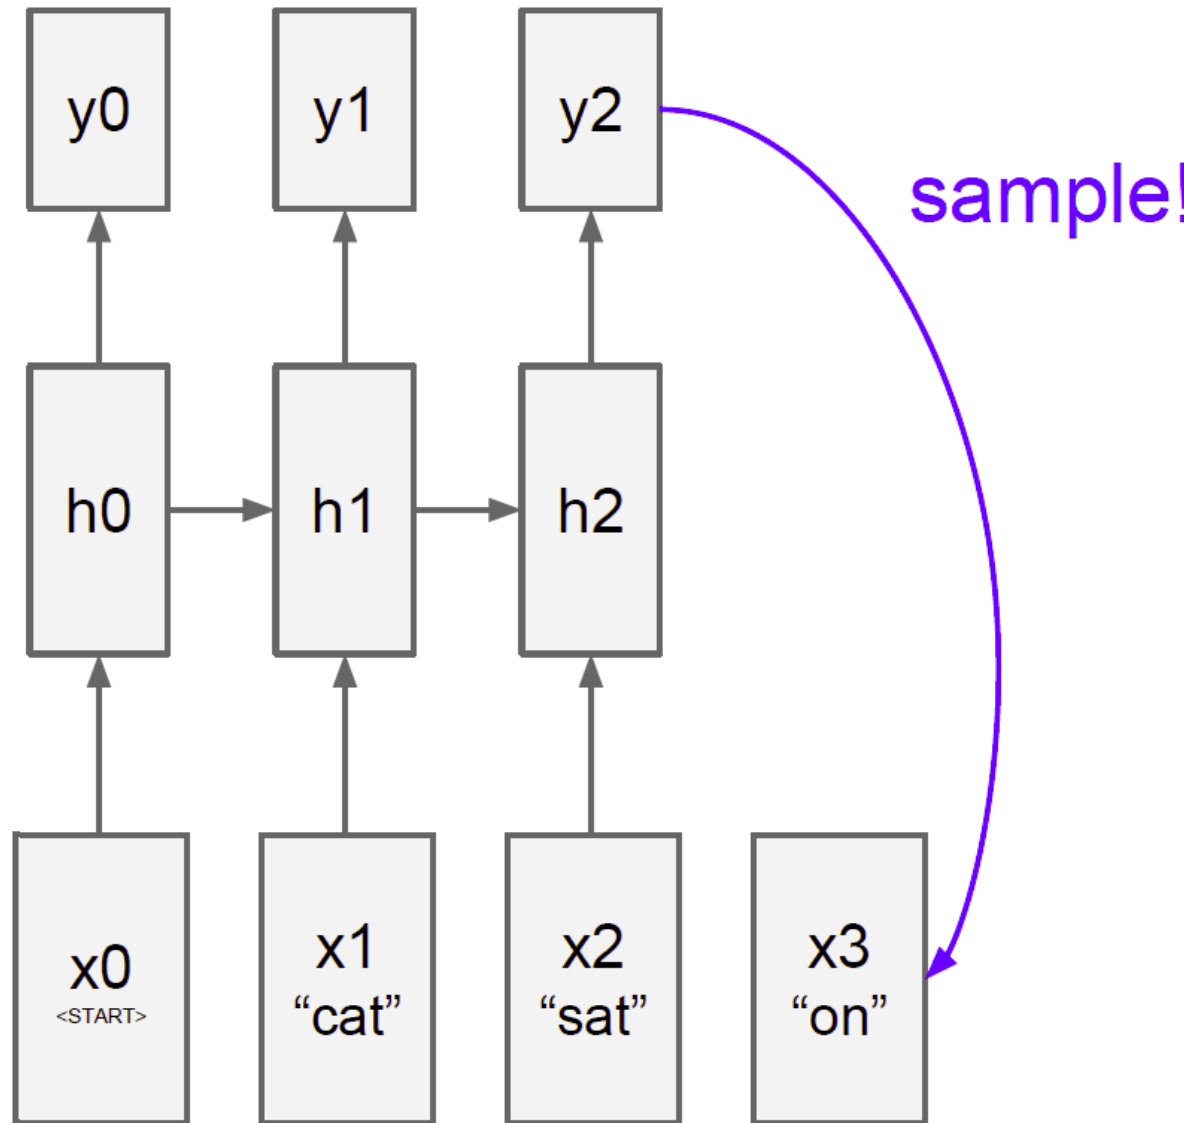 y0
y1
y2
sample!
h0
h1
h2
x0
<START>
x1
“cat”
x2
“sat”
x3
“on”